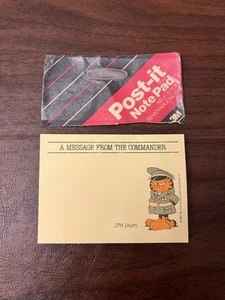 Post-it
Note Pad
3M
A MESSAGE FROM THE COMMANDER
JIM DAVIS